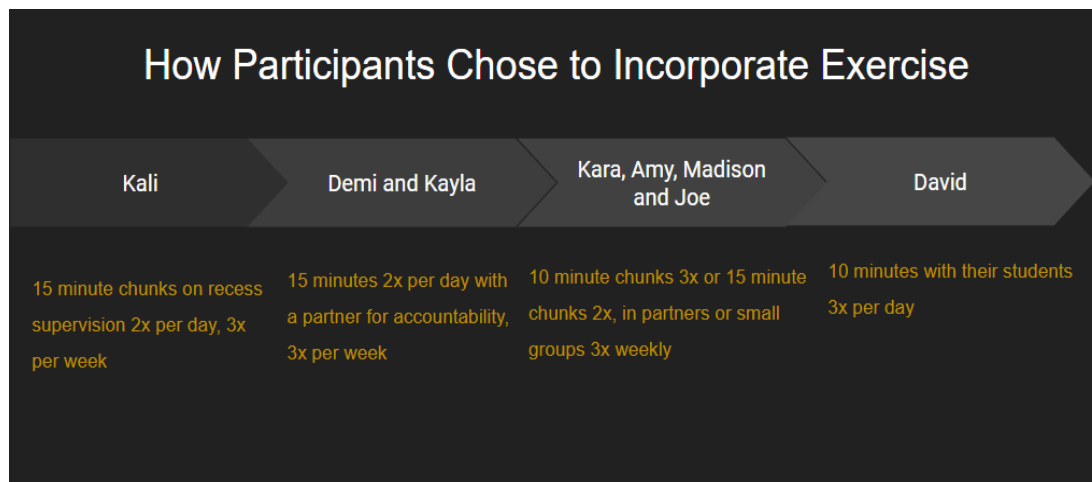 How Participants Chose to Incorporate Exercise
Kali
15 minute chunks on recess
supervision 2x per day, 3x
per week
Demi and Kayla
15 minutes 2x per day with
a partner for accountability,
3x per week
Kara, Amy, Madison
and Joe
10 minute chunks 3x or 15 minute
chunks 2x, in partners or small
groups 3x weekly
David
10 minutes with their students
3x per day